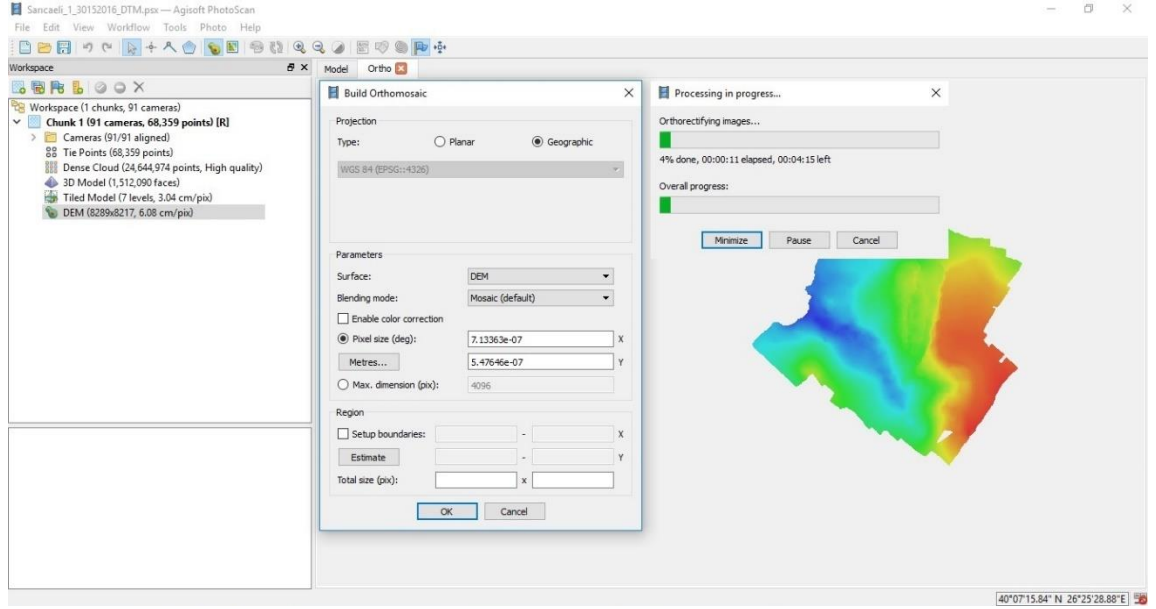 Sancaeli_1_30152016_DTM.psx — Agisoft PhotoScan
File Edit View Workflow Tools Photo Help
Workspace
Workspace (1 chunks, 91 cameras)
Chunk 1 (91 cameras, 68,359 points) [R]
Cameras (91/91 aligned)
Tie Points (68,359 points)
Dense Cloud (24,644,974 points, High quality)
3D Model (1,512,090 faces)
Tiled Model (7 levels, 3.04 cm/pix)
DEM (8289x8217, 6.08 cm/pix)
Model Ortho
Build Orthomosaic
Projection
Type: Planar Geographic
WGS 84 (EPSG::4326)
Parameters
Surface: DEM
Blending mode: Mosaic (default)
Enable color correction
Pixel size (deg): 7.13363e-07 X
Metres... 5.47646e-07 Y
Max. dimension (pix): 4096
Region
Setup boundaries: - X
Estimate - Y
Total size (pix): x
OK Cancel
Processing in progress...
Orthorectifying images...
4% done, 00:00:11 elapsed, 00:04:15 left
Overall progress:
Minimize Pause Cancel
40°07'15.84" N 26°25'28.88"E